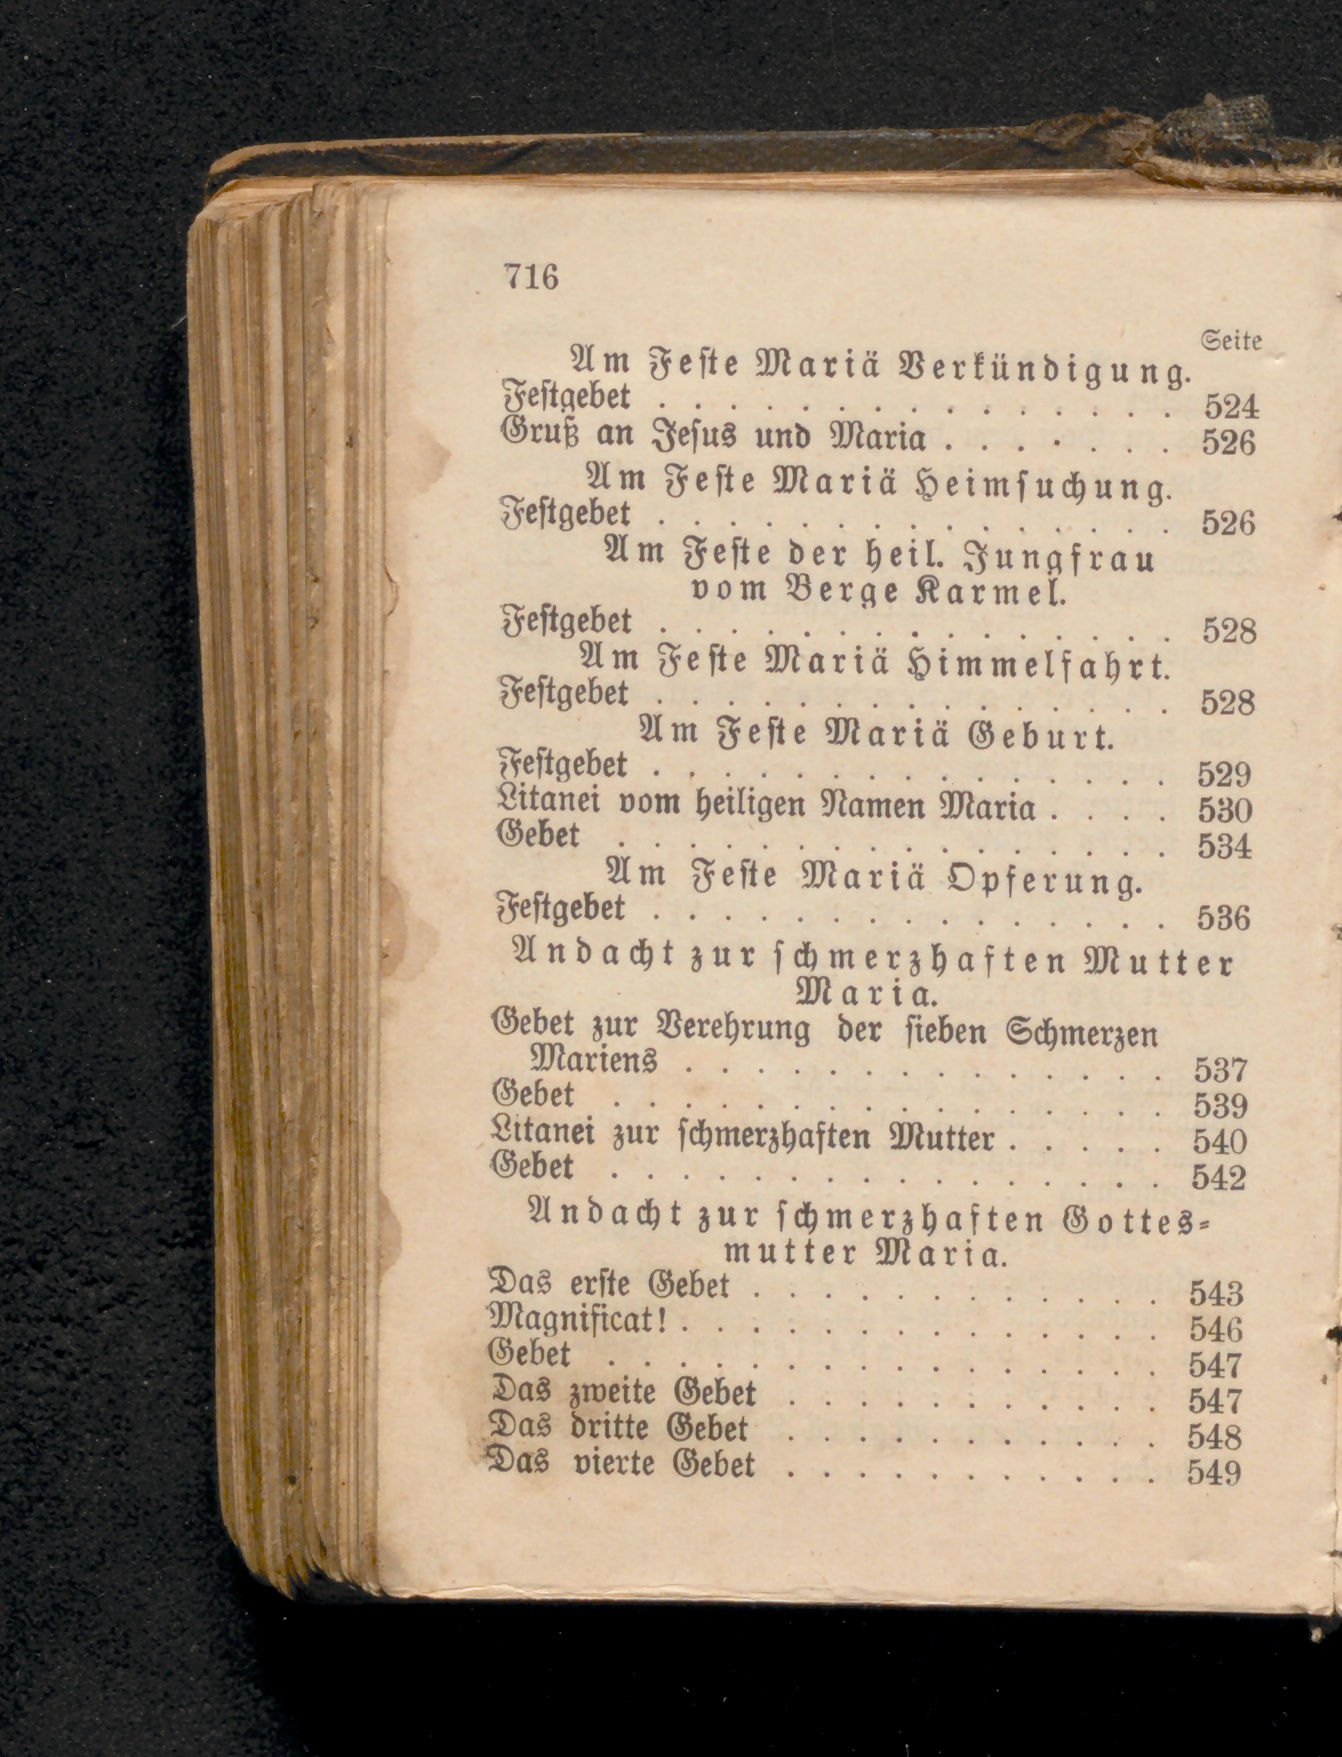 716
Seite
Am Feſte Mariä Verkündigung.
Feſtgebet . . . . . . . . . . . . . . . 524
Gruß an Jeſus und Maria . . . . . . . 526
Am Feſte Mariä Heimſuchung.
Feſtgebet . . . . . . . . . . . . . . . 526
Am Feſte der heil. Jungfrau
vom Berge Karmel.
Feſtgebet . . . . . . . . . . . . . . . 528
Am Feſte Mariä Himmelfahrt.
Feſtgebet . . . . . . . . . . . . . . . 528
Am Feſte Mariä Geburt.
Feſtgebet . . . . . . . . . . . . . . . 529
Litanei vom heiligen Namen Maria . . . . 530
Gebet . . . . . . . . . . . . . . . . 534
Am Feſte Mariä Opferung.
Feſtgebet . . . . . . . . . . . . . . . 536
Andacht zur ſchmerzhaften Mutter
Maria.
Gebet zur Verehrung der ſieben Schmerzen
Mariens . . . . . . . . . . . . . . 537
Gebet . . . . . . . . . . . . . . . . 539
Litanei zur ſchmerzhaften Mutter . . . . . 540
Gebet . . . . . . . . . . . . . . . . 542
Andacht zur ſchmerzhaften Gottes⸗
mutter Maria.
Das erſte Gebet . . . . . . . . . . . . 543
Magnificat! . . . . . . . . . . . . . . 546
Gebet . . . . . . . . . . . . . . . . 547
Das zweite Gebet . . . . . . . . . . . 547
Das dritte Gebet . . . . . . . . . . . 548
Das vierte Gebet . . . . . . . . . . . 549